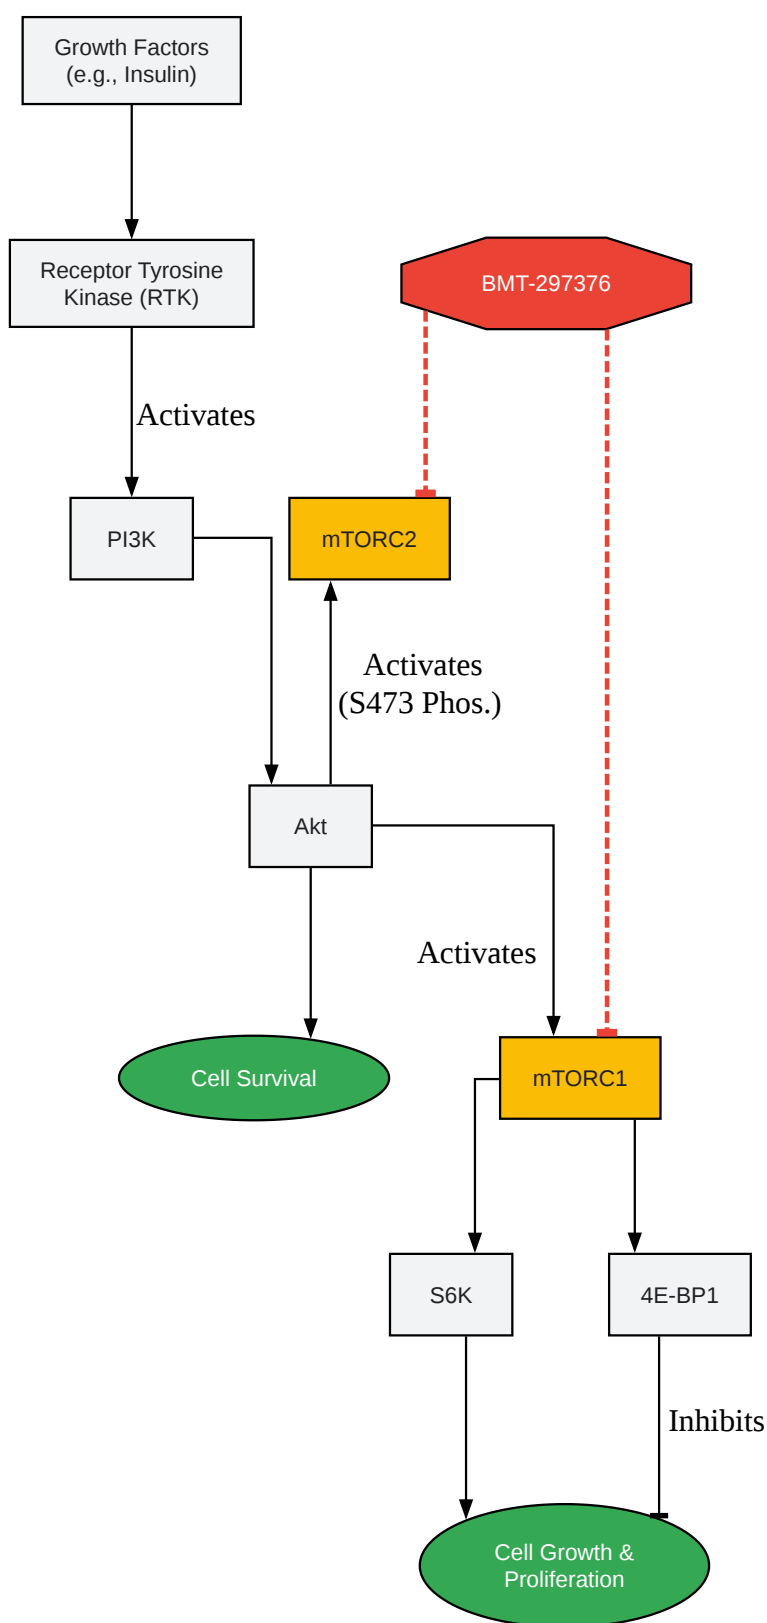 Growth Factors
(e.g., Insulin)
Receptor Tyrosine
Kinase (RTK)
BMT-297376
Activates
PI3K
mTORC2
Activates
(S473 Phos.)
Akt
Activates
Cell Survival
mTORC1
S6K
4E-BP1
Inhibits
Cell Growth &
Proliferation